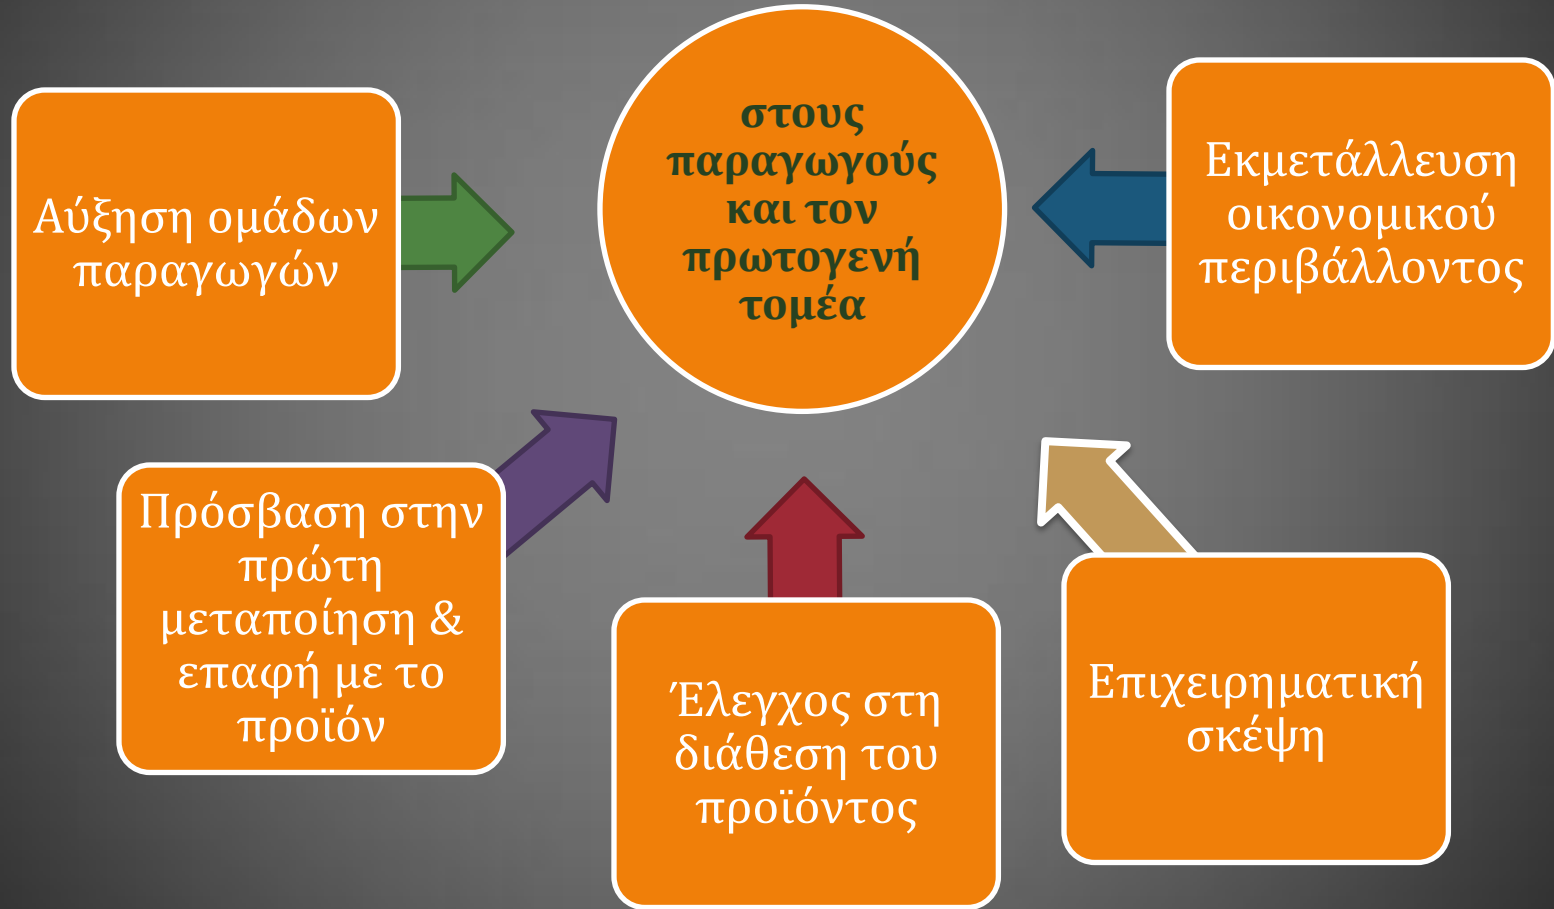 στους
παραγωγούς
και τον
πρωτογενή
τομέα
Αύξηση ομάδων
παραγωγών
Πρόσβαση στην
πρώτη
μεταποίηση &
επαφή με το
προϊόν
Έλεγχος στη
διάθεση του
προϊόντος
Επιχειρηματική
σκέψη
Εκμετάλλευση
οικονομικού
περιβάλλοντος